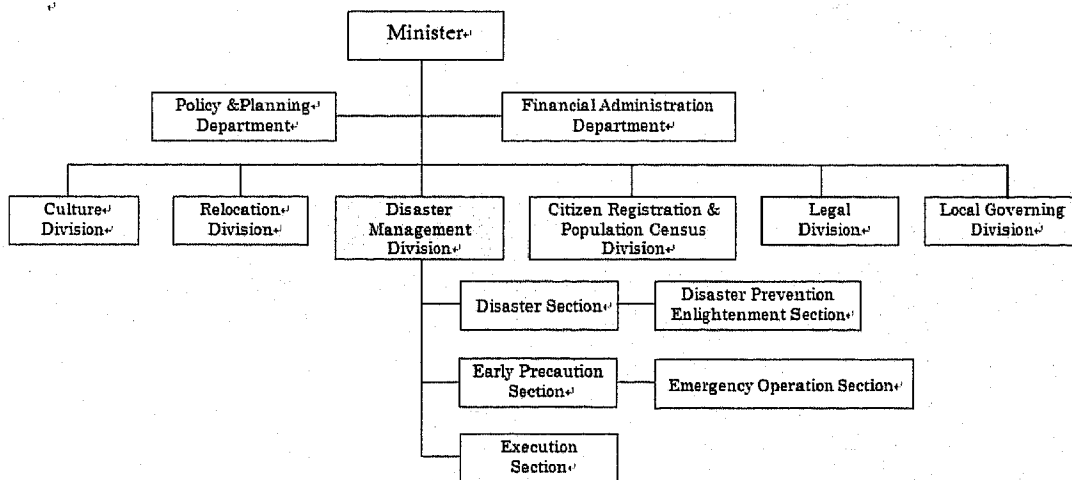 Minister
Policy &Planning
Department
Financial Administration
Department
Culture
Division
Relocation
Division
Disaster
Management
Division
Citizen Registration &
Population Census
Division
Legal
Division
Local Governing
Division
Disaster Section
Disaster Prevention
Enlightenment Section
Early Precaution
Section
Emergency Operation Section
Execution
Section